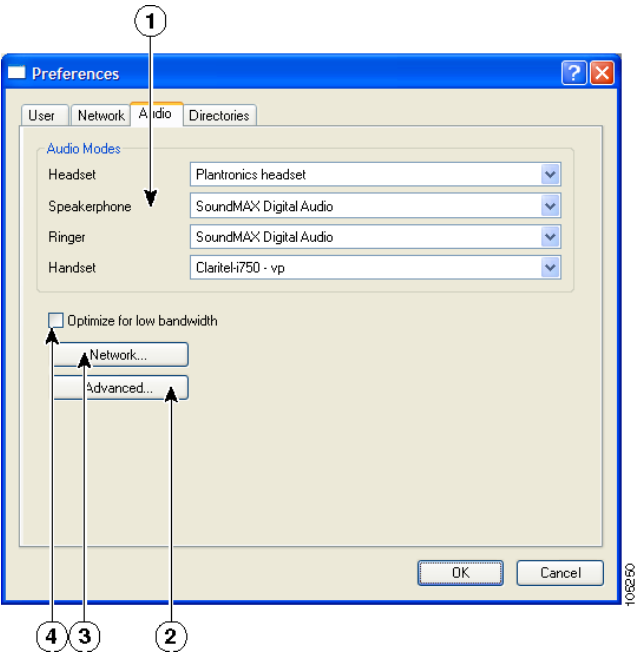 1
Preferences
User Network Audio Directories
Audio Modes
Headset Plantronics headset
Speakerphone SoundMAX Digital Audio
Ringer SoundMAX Digital Audio
Handset Claritel-i750 - vp
Optimize for low bandwidth
Network...
Advanced...
OK Cancel
106250
4 3 2